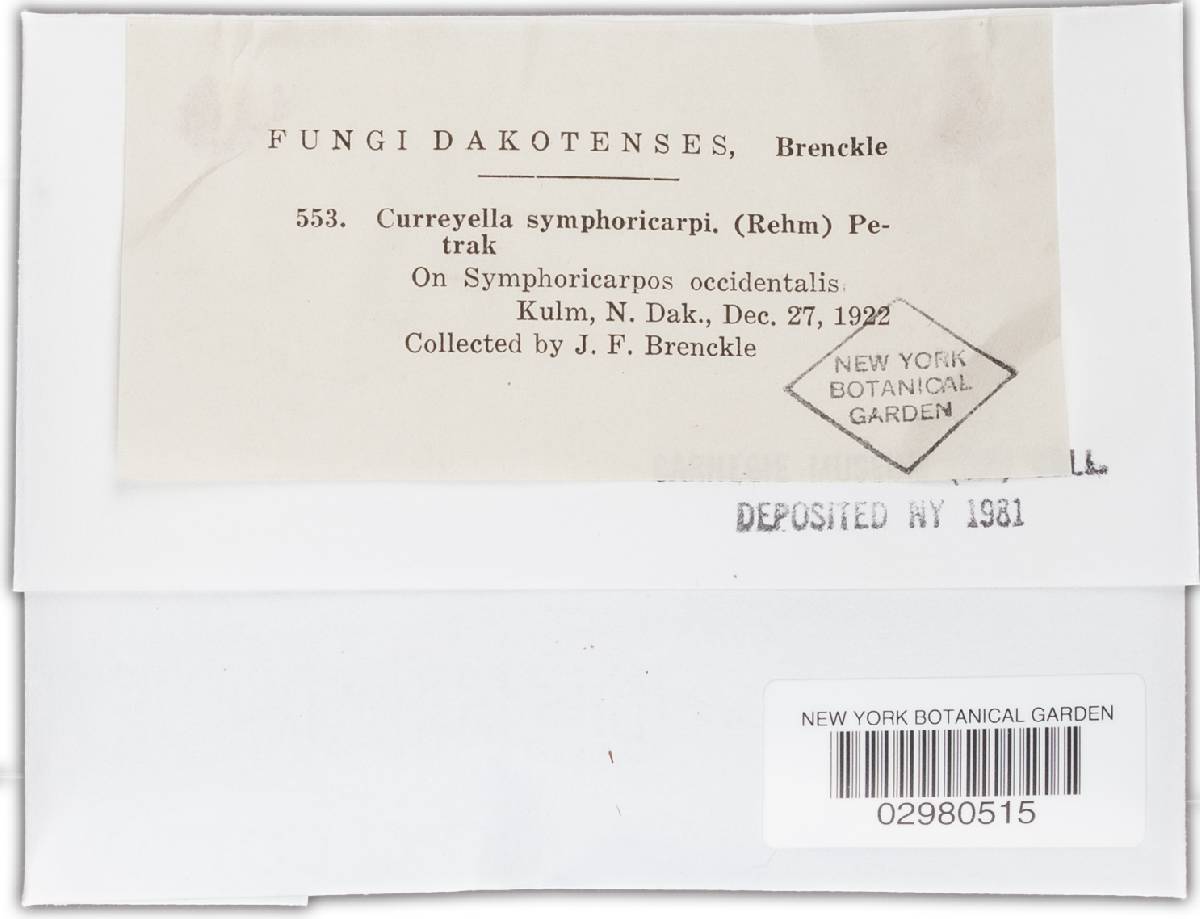 FUNGI DAKOTENSES, Brenckle
553. Curreyella symphoricarpi. (Rehm) Pe-
trak
On Symphoricarpos occidentalis.
Kulm, N. Dak., Dec. 27, 1922
Collected by J. F. Brenckle
NEW YORK
BOTANICAL
GARDEN
DEPOSITED NY 1981
NEW YORK BOTANICAL GARDEN
02980515